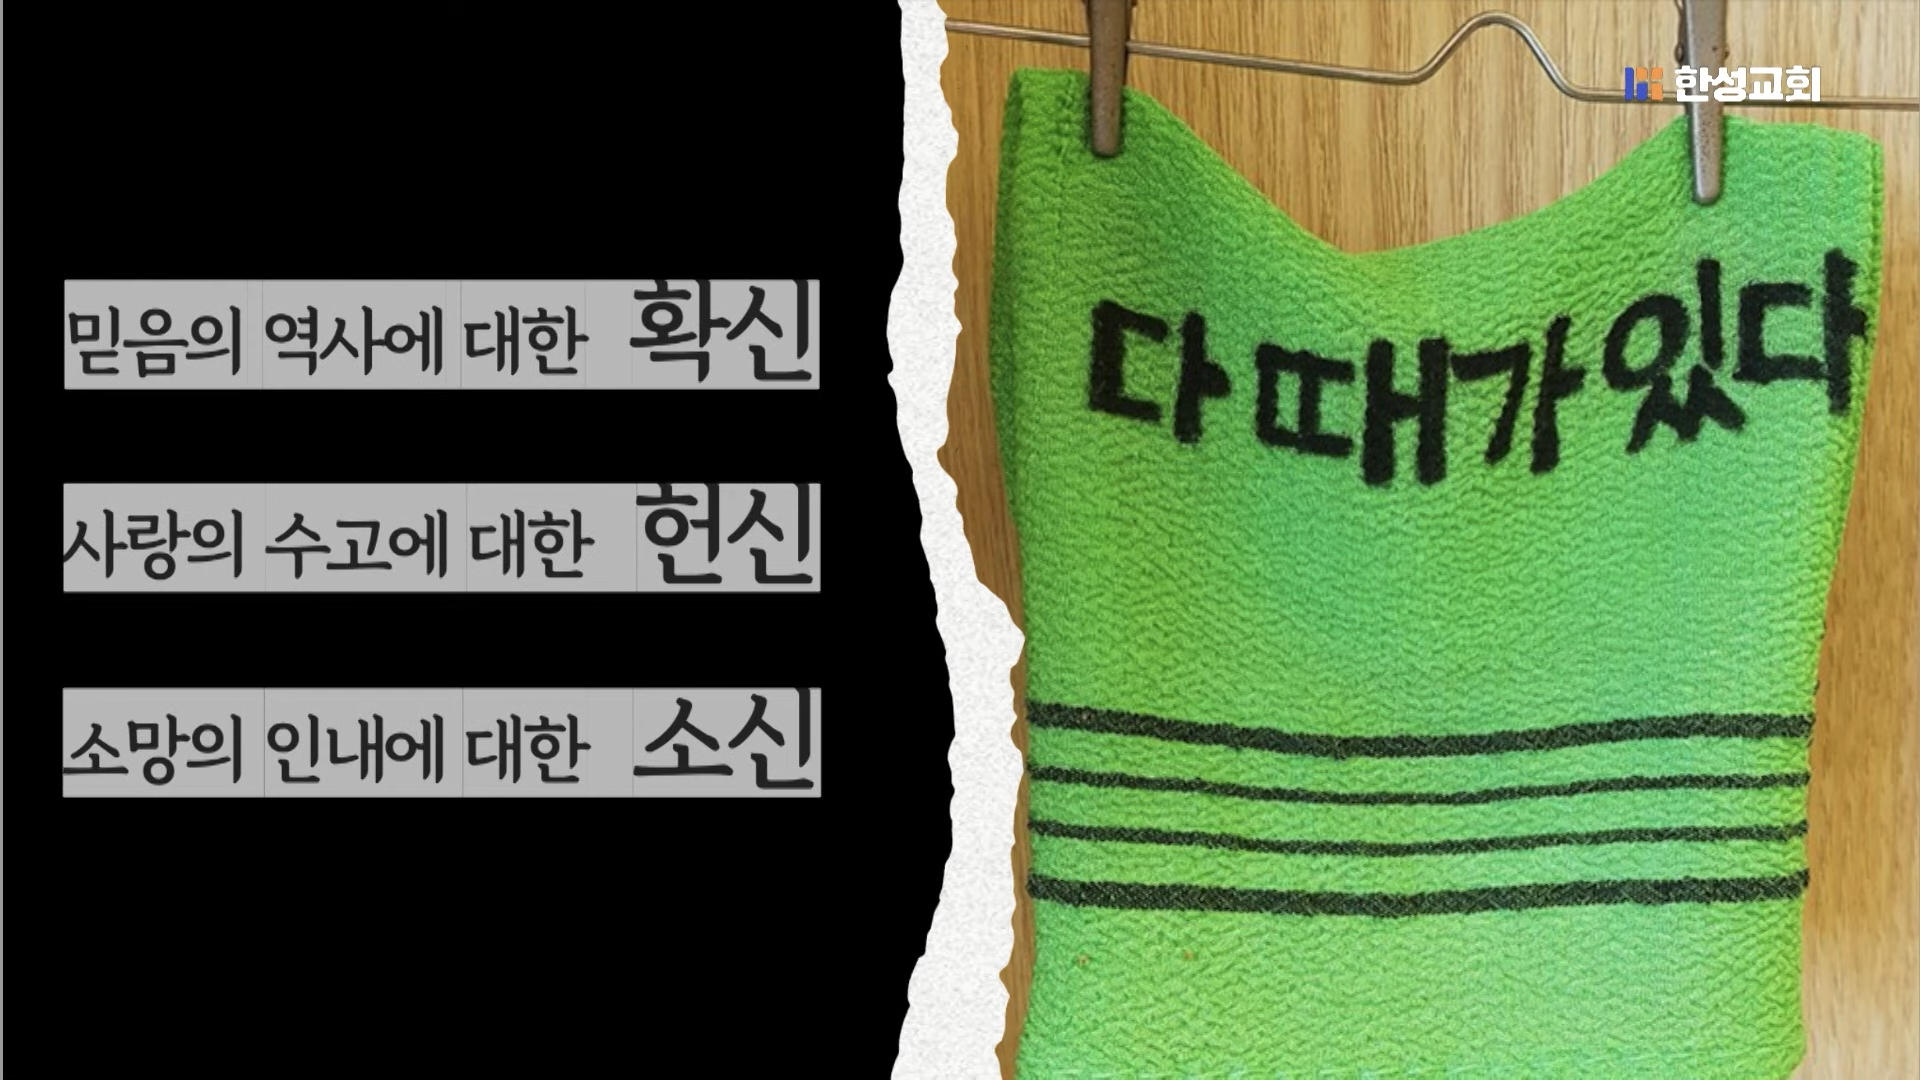 믿음의 역사에 대한 확신
사랑의 수고에 대한 헌신
소망의 인내에 대한 소신
한성교회
다 때가 있다